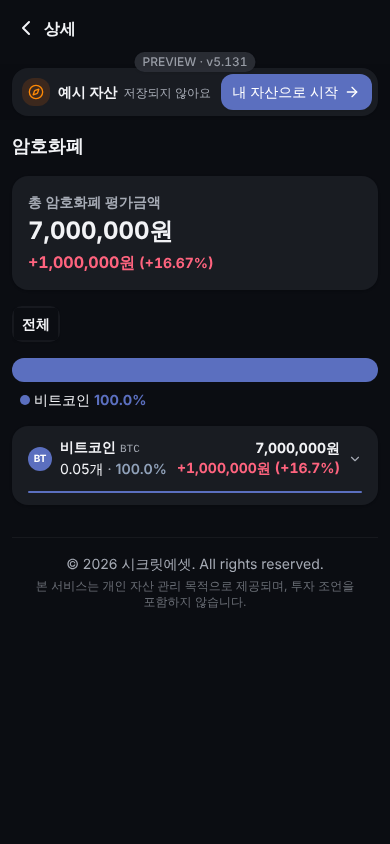 상세
PREVIEW · v5.131
예시 자산 저장되지 않아요 내 자산으로 시작 →
암호화폐
총 암호화폐 평가금액
7,000,000원
+1,000,000원 (+16.67%)
전체
비트코인 100.0%
BT 비트코인 BTC 7,000,000원
0.05개 · 100.0% +1,000,000원 (+16.7%)
© 2026 시크릿에셋. All rights reserved.
본 서비스는 개인 자산 관리 목적으로 제공되며, 투자 조언을
포함하지 않습니다.